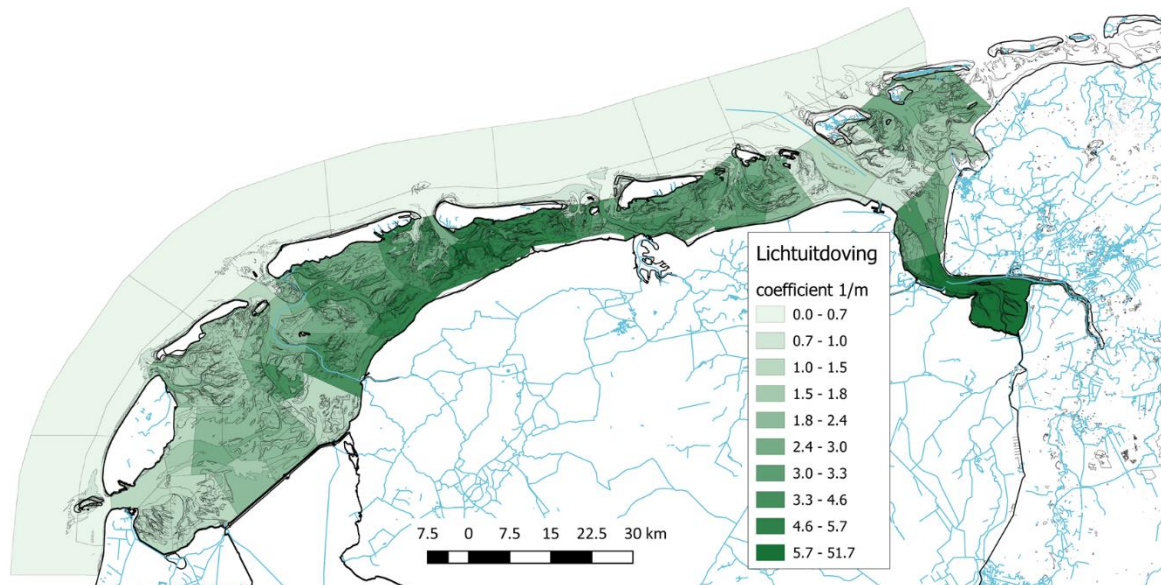 Lichtuitdoving
coefficient 1/m
0.0 - 0.7
0.7 - 1.0
1.0 - 1.5
1.5 - 1.8
1.8 - 2.4
2.4 - 3.0
3.0 - 3.3
3.3 - 4.6
4.6 - 5.7
5.7 - 51.7
7.5 0 7.5 15 22.5 30 km